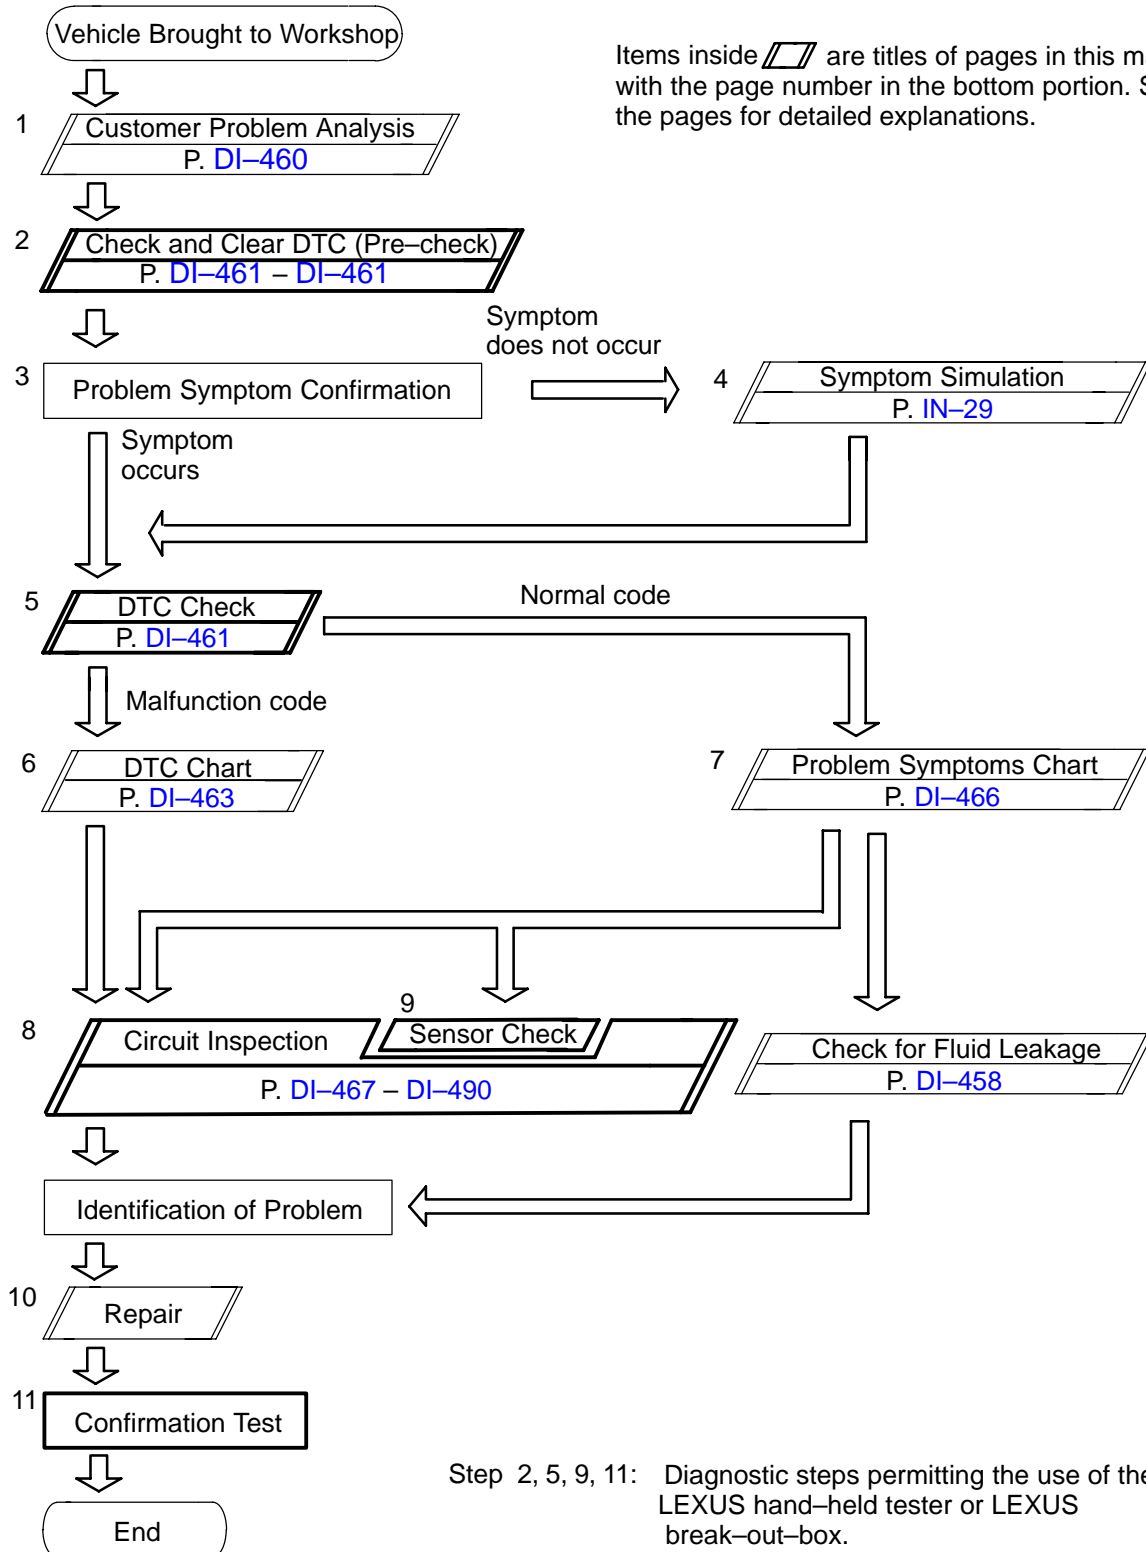 Vehicle Brought to Workshop
Items inside are titles of pages in this m
with the page number in the bottom portion. S
the pages for detailed explanations.
1 Customer Problem Analysis
P. DI–460
2 Check and Clear DTC (Pre–check)
P. DI–461 – DI–461
Symptom
does not occur
3 Problem Symptom Confirmation
4 Symptom Simulation
P. IN–29
Symptom
occurs
5 DTC Check
P. DI–461
Normal code
Malfunction code
6 DTC Chart
P. DI–463
7 Problem Symptoms Chart
P. DI–466
8 Circuit Inspection
9 Sensor Check
P. DI–467 – DI–490
Check for Fluid Leakage
P. DI–458
Identification of Problem
10 Repair
11 Confirmation Test
Step 2, 5, 9, 11: Diagnostic steps permitting the use of the
LEXUS hand–held tester or LEXUS
break–out–box.
End